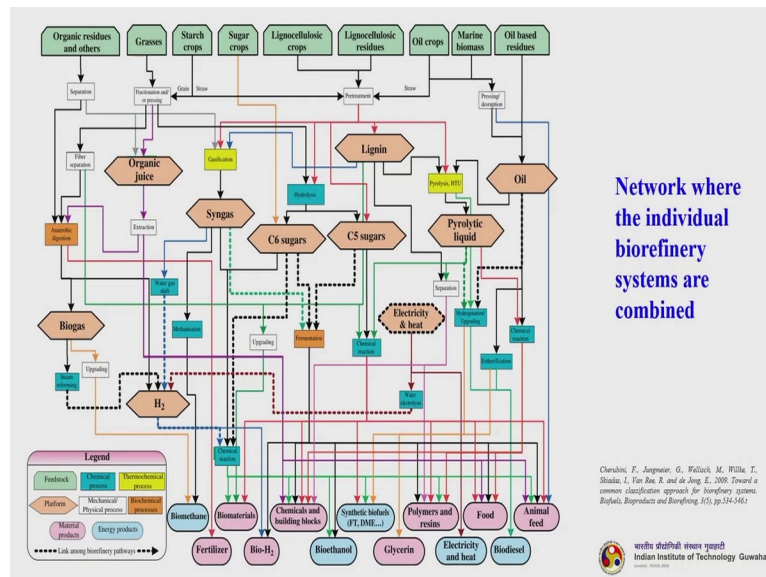 Organic residues
and others
Grasses
Starch
crops
Sugar
crops
Lignocellulosic
crops
Lignocellulosic
residues
Oil crops
Marine
biomass
Oil based
residues
Separation
Fractionation and/
or pressing
Grain
Straw
Pretreatment
Straw
Pressing/
desruption
Fiber
separation
Organic
juice
Gasification
Lignin
Pyrolysis, HTU
Oil
Hydrolysis
Syngas
C6 sugars
C5 sugars
Pyrolytic
liquid
Anaerobic
digestion
Extraction
Water gas
shift
Separation
Biogas
Methanisation
Upgrading
Fermentation
Electricity
& heat
Chemical
reaction
Hydrogenation/
Upgrading
Chemical
reaction
Steam
reforming
Upgrading
Esterification
H2
Water
electrolysis
Chemical
reaction
Network where
the individual
biorefinery
systems are
combined
Legend
Feedstock
Chemical
process
Thermochemical
process
Platform
Mechanical/
Physical process
Biochemical
processes
Material
products
Energy products
Link among biorefinery pathways
Biomethane
Biomaterials
Chemicals and
building blocks
Synthetic biofuels
(FT, DME...)
Polymers and
resins
Food
Animal
feed
Fertilizer
Bio-H2
Bioethanol
Glycerin
Electricity
and heat
Biodiesel
Cherubini, F., Jungmeier, G., Wellisch, M., Willke, T.,
Skiadas, I., Van Ree, R. and de Jong, E., 2009. Toward a
common classification approach for biorefinery systems.
Biofuels, Bioproducts and Biorefining, 3(5), pp.534-546.t
भारतीय प्रौद्योगिकी संस्थान गुवाहाटी
Indian Institute of Technology Guwaha